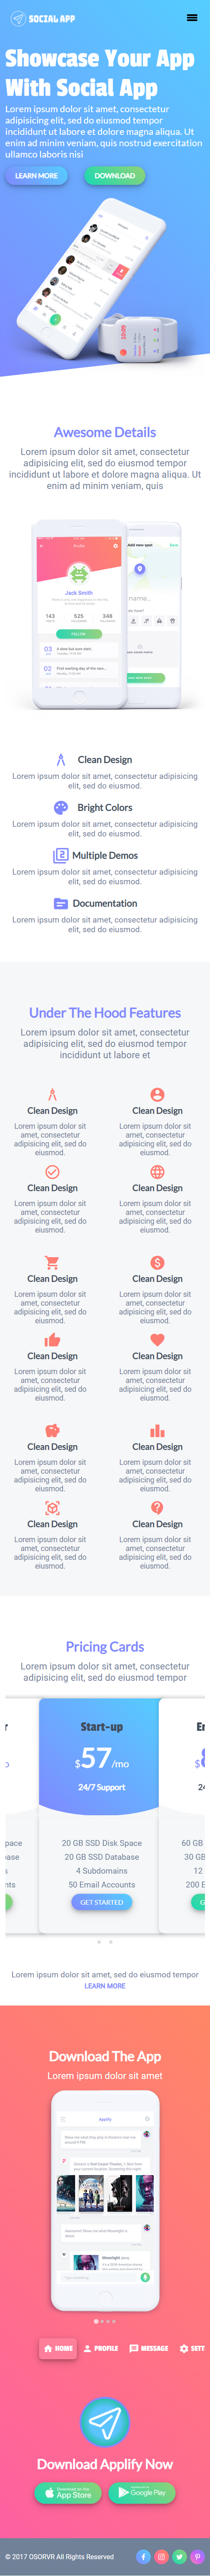 SOCIAL APP
Showcase Your App
With Social App
Lorem ipsum dolor sit amet, consectetur
adipisicing elit, sed do eiusmod tempor
incididunt ut labore et dolore magna aliqua. Ut
enim ad minim veniam, quis nostrud exercitation
ullamco laboris nisi
LEARN MORE
DOWNLOAD
Awesome Details
Lorem ipsum dolor sit amet, consectetur
adipisicing elit, sed do eiusmod tempor
incididunt ut labore et dolore magna aliqua. Ut
enim ad minim veniam, quis
Profile
Add new spot
Jack Smith
143
525
348
FOLLOW
03
02
Clean Design
Lorem ipsum dolor sit amet, consectetur adipisicing
elit, sed do eiusmod.
Bright Colors
Lorem ipsum dolor sit amet, consectetur adipisicing
elit, sed do eiusmod.
Multiple Demos
Lorem ipsum dolor sit amet, consectetur adipisicing
elit, sed do eiusmod.
Documentation
Lorem ipsum dolor sit amet, consectetur adipisicing
elit, sed do eiusmod.
Under The Hood Features
Lorem ipsum dolor sit amet, consectetur
adipisicing elit, sed do eiusmod tempor
incididunt ut labore et
Clean Design
Lorem ipsum dolor sit
amet, consectetur
adipisicing elit, sed do
eiusmod.
Clean Design
Lorem ipsum dolor sit
amet, consectetur
adipisicing elit, sed do
eiusmod.
Clean Design
Lorem ipsum dolor sit
amet, consectetur
adipisicing elit, sed do
eiusmod.
Clean Design
Lorem ipsum dolor sit
amet, consectetur
adipisicing elit, sed do
eiusmod.
Clean Design
Lorem ipsum dolor sit
amet, consectetur
adipisicing elit, sed do
eiusmod.
Clean Design
Lorem ipsum dolor sit
amet, consectetur
adipisicing elit, sed do
eiusmod.
Clean Design
Lorem ipsum dolor sit
amet, consectetur
adipisicing elit, sed do
eiusmod.
Clean Design
Lorem ipsum dolor sit
amet, consectetur
adipisicing elit, sed do
eiusmod.
Clean Design
Lorem ipsum dolor sit
amet, consectetur
adipisicing elit, sed do
eiusmod.
Clean Design
Lorem ipsum dolor sit
amet, consectetur
adipisicing elit, sed do
eiusmod.
Clean Design
Lorem ipsum dolor sit
amet, consectetur
adipisicing elit, sed do
eiusmod.
Clean Design
Lorem ipsum dolor sit
amet, consectetur
adipisicing elit, sed do
eiusmod.
Pricing Cards
Lorem ipsum dolor sit amet, consectetur
adipisicing elit, sed do eiusmod tempor
Start-up
$57/mo
24/7 Support
20 GB SSD Disk Space
20 GB SSD Database
4 Subdomains
50 Email Accounts
GET STARTED
Lorem ipsum dolor sit amet, sed do eiusmod tempor
LEARN MORE
Download The App
Lorem ipsum dolor sit amet
Applify
HOME
PROFILE
MESSAGE
SETT
Download Applify Now
Download on the
App Store
Google Play
© 2017 OSORVR All Rights Reserved